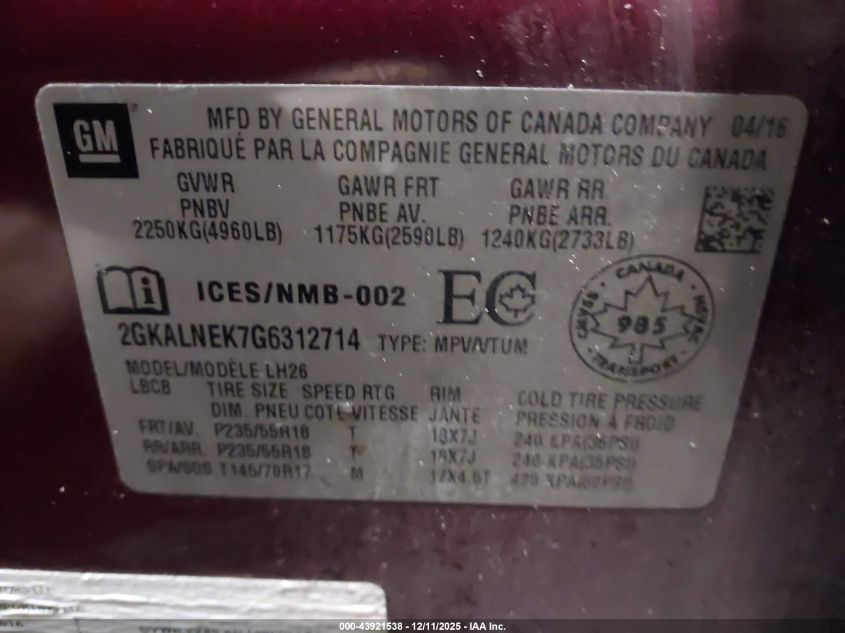 GM
MFD BY GENERAL MOTORS OF CANADA COMPANY 04/16
FABRIQUÉ PAR LA COMPAGNIE GENERAL MOTORS DU CANADA
GVWR GAWR FRT GAWR RR
PNBV PNBE AV. PNBE ARR.
2250KG(4960LB) 1175KG(2590LB) 1240KG(2733LB)
ICES/NMB-002 EC
CANADA
CMVSS 985 NSVAC
TRANSPORT
2GKALNEK7G6312714 TYPE: MPV/VTUM
MODEL/MODÈLE LH26
LBCB TIRE SIZE SPEED RTG RIM COLD TIRE PRESSURE
DIM. PNEU COTE VITESSE JANTE PRESSION À FROID
FRT/AV. P235/55R18 T 18X7J 240 KPA(35PSI)
RR/ARR. P235/55R18 T 18X7J 240 KPA(35PSI)
SPA/SOS T145/70R17 M 17X4.5T 420 KPA(60PSI)
000-43921538 - 12/11/2025 - IAA Inc.